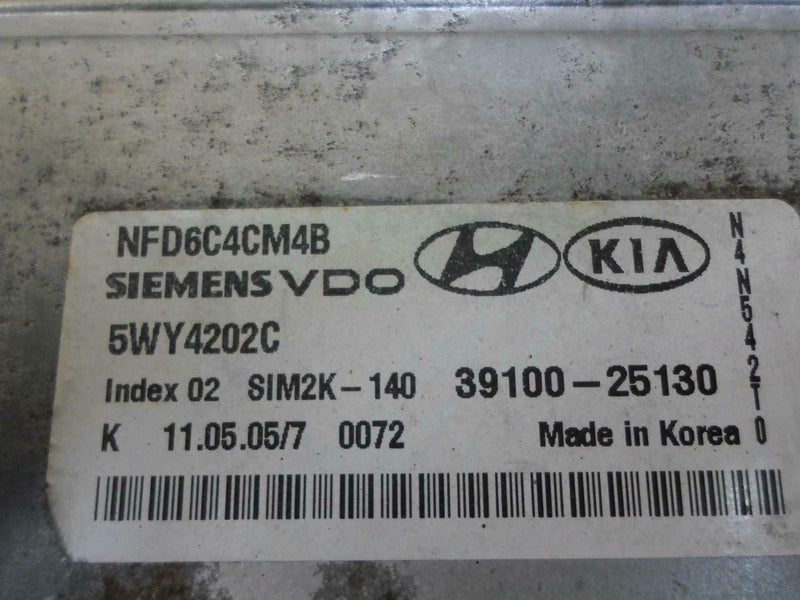 NFD6C4CM4B
SIEMENS VDO
KIA
5WY4202C
Index 02 SIM2K-140 39100-25130
K 11.05.05/7 0072 Made in Korea
N4N542T0